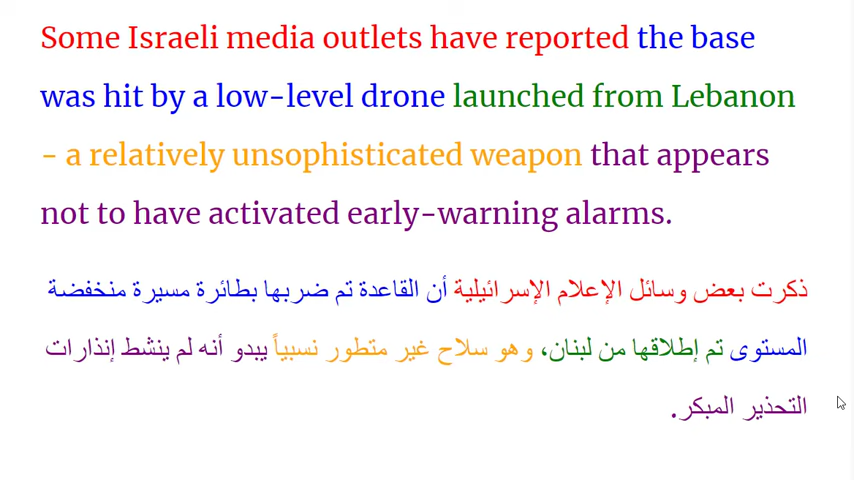 Some Israeli media outlets have reported the base
was hit by a low-level drone launched from Lebanon
- a relatively unsophisticated weapon that appears
not to have activated early-warning alarms.
ذكرت بعض وسائل الإعلام الإسرائيلية أن القاعدة تم ضربها بطائرة مسيرة منخفضة
المستوى تم إطلاقها من لبنان، وهو سلاح غير متطور نسبياً يبدو أنه لم ينشط إنذارات
التحذير المبكر.